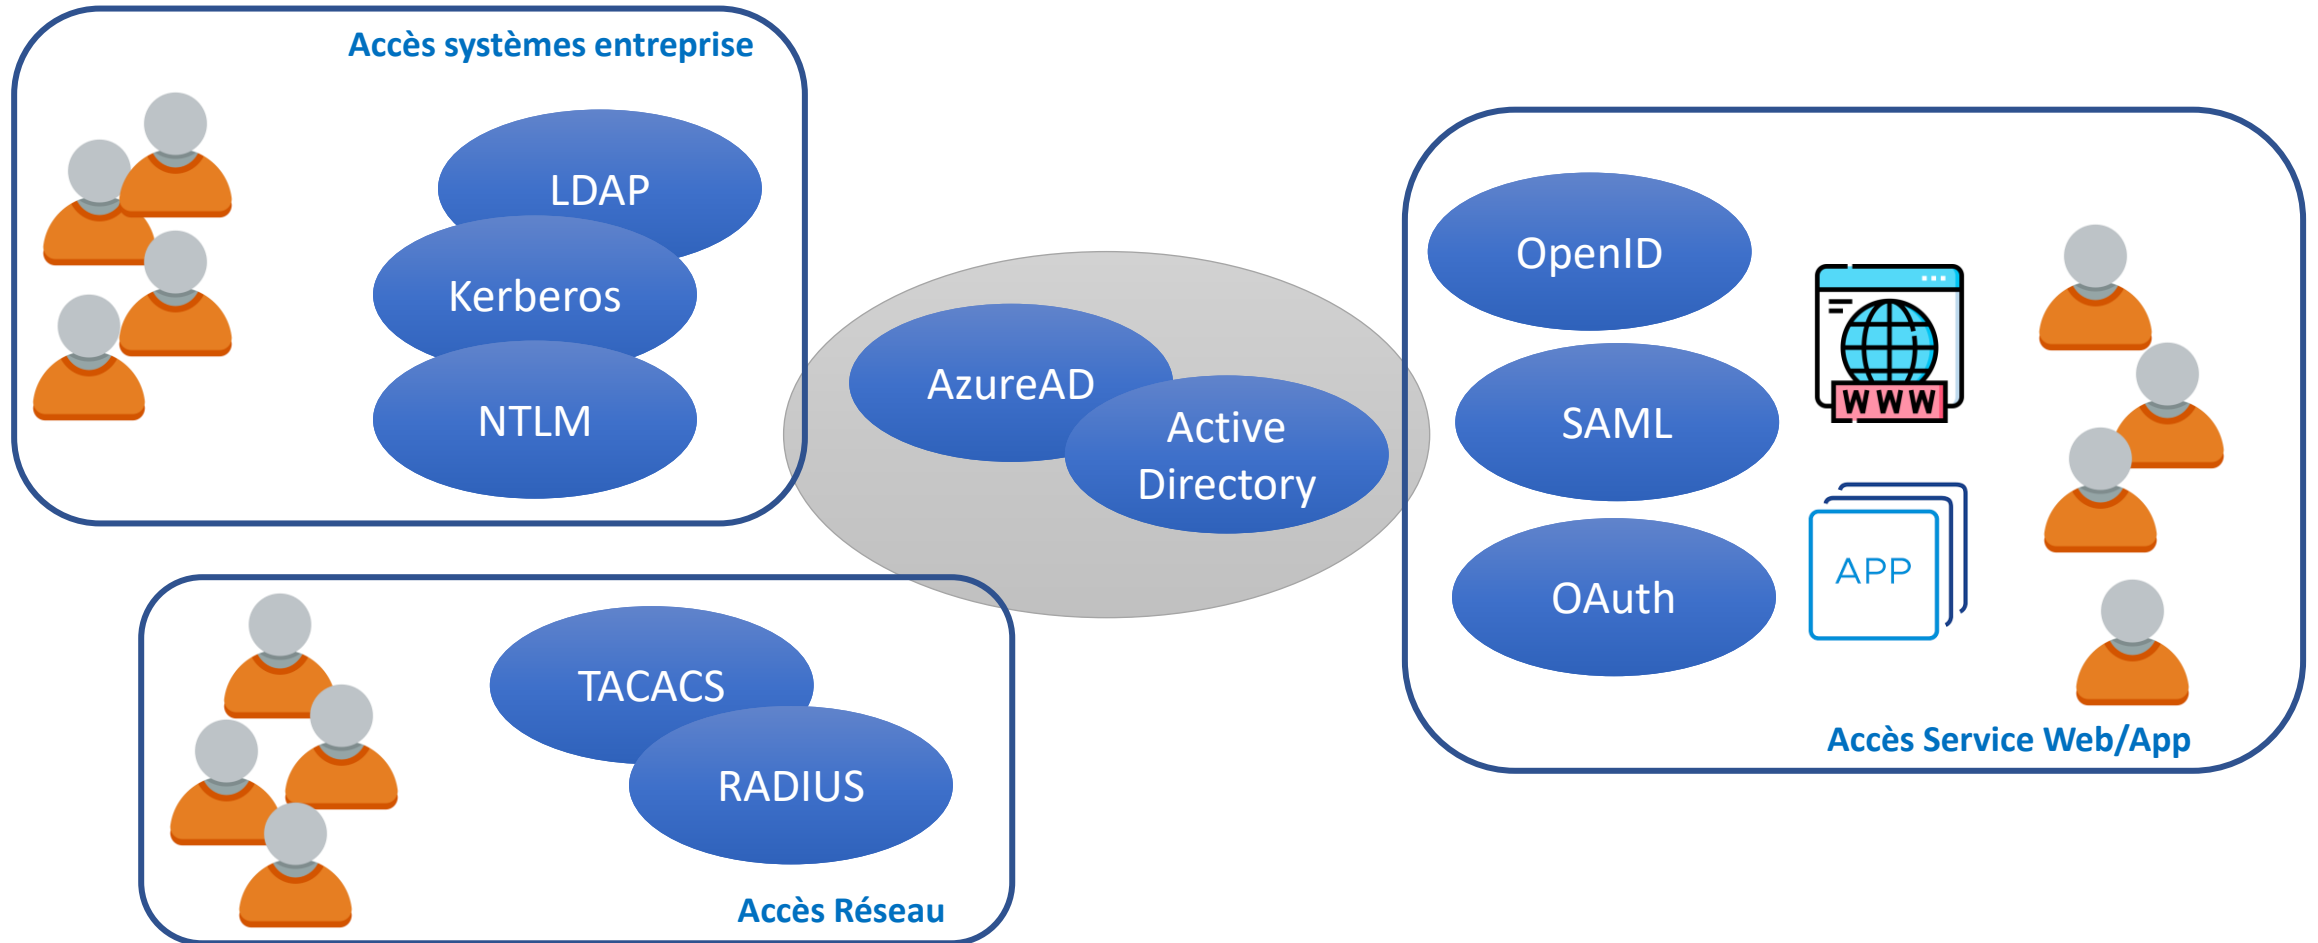 Accès systèmes entreprise
LDAP
Kerberos
NTLM
AzureAD
Active
Directory
OpenID
SAML
OAuth
WWW
APP
Accès Service Web/App
TACACS
RADIUS
Accès Réseau